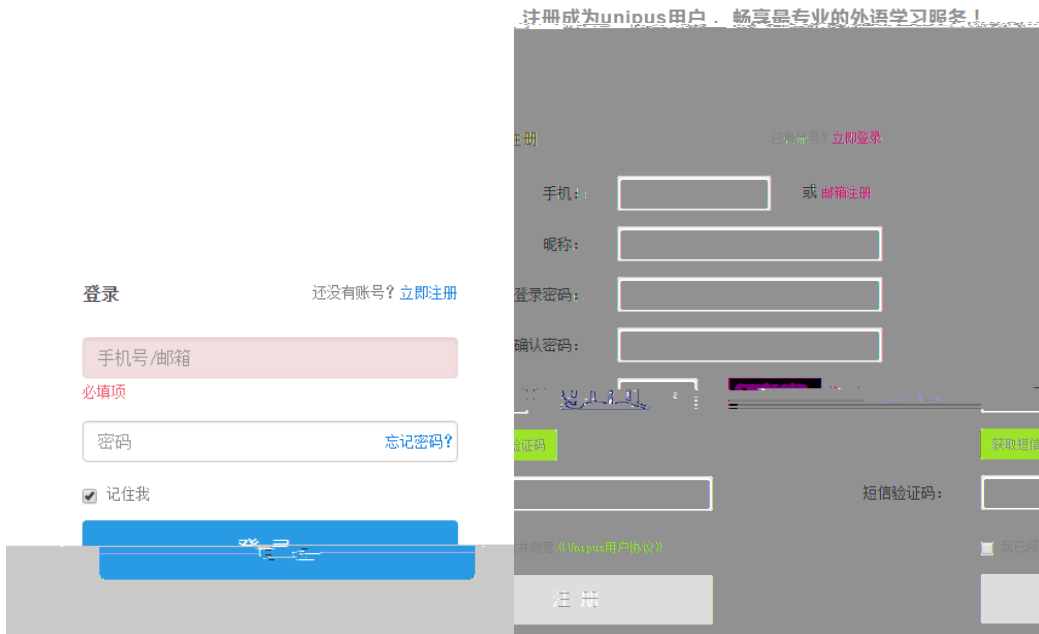 注册成为unipus用户，畅享最专业的外语学习服务！
注册
立即登录
手机：
或 邮箱注册
昵称：
登录密码：
确认密码：
登录
还没有账号？立即注册
手机号/邮箱
必填项
密码
忘记密码?
记住我
登录
验证码
获取短信
短信验证码：
并同意《Unipus用户协议》
我已同
注 册